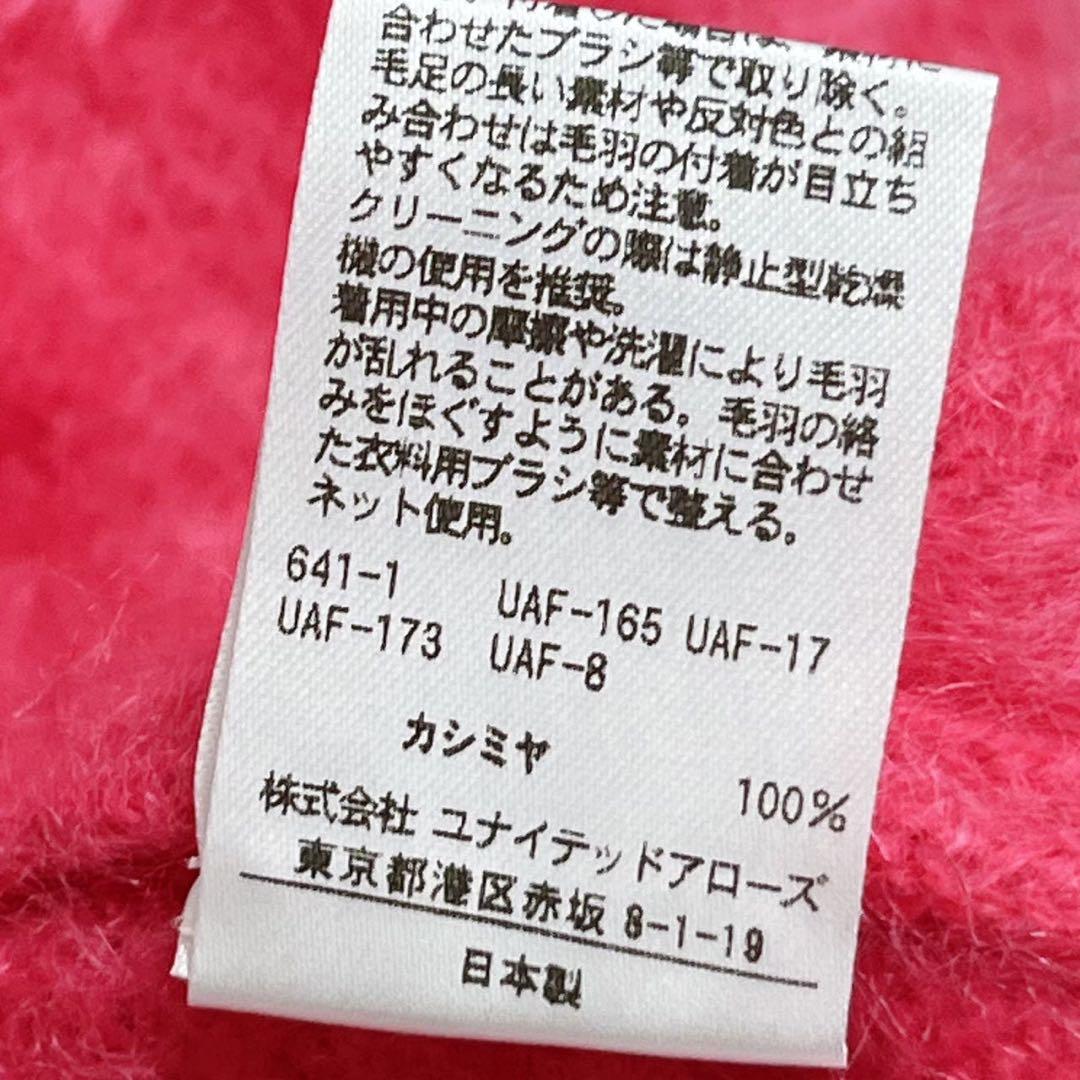 合わせたブラシ等で取り除く。
毛足の長い素材や反対色との組
み合わせは毛羽の付着が目立ち
やすくなるため注意。
クリーニングの際は静止型乾燥
機の使用を推奨。
着用中の摩擦や洗濯により毛羽
が乱れることがある。毛羽の絡
みをほぐすように素材に合わせ
た衣料用ブラシ等で整える。
ネット使用。
641-1 UAF-165 UAF-17
UAF-173 UAF-8
カシミヤ 100%
株式会社 ユナイテッドアローズ
東京都港区赤坂 8-1-19
日本製